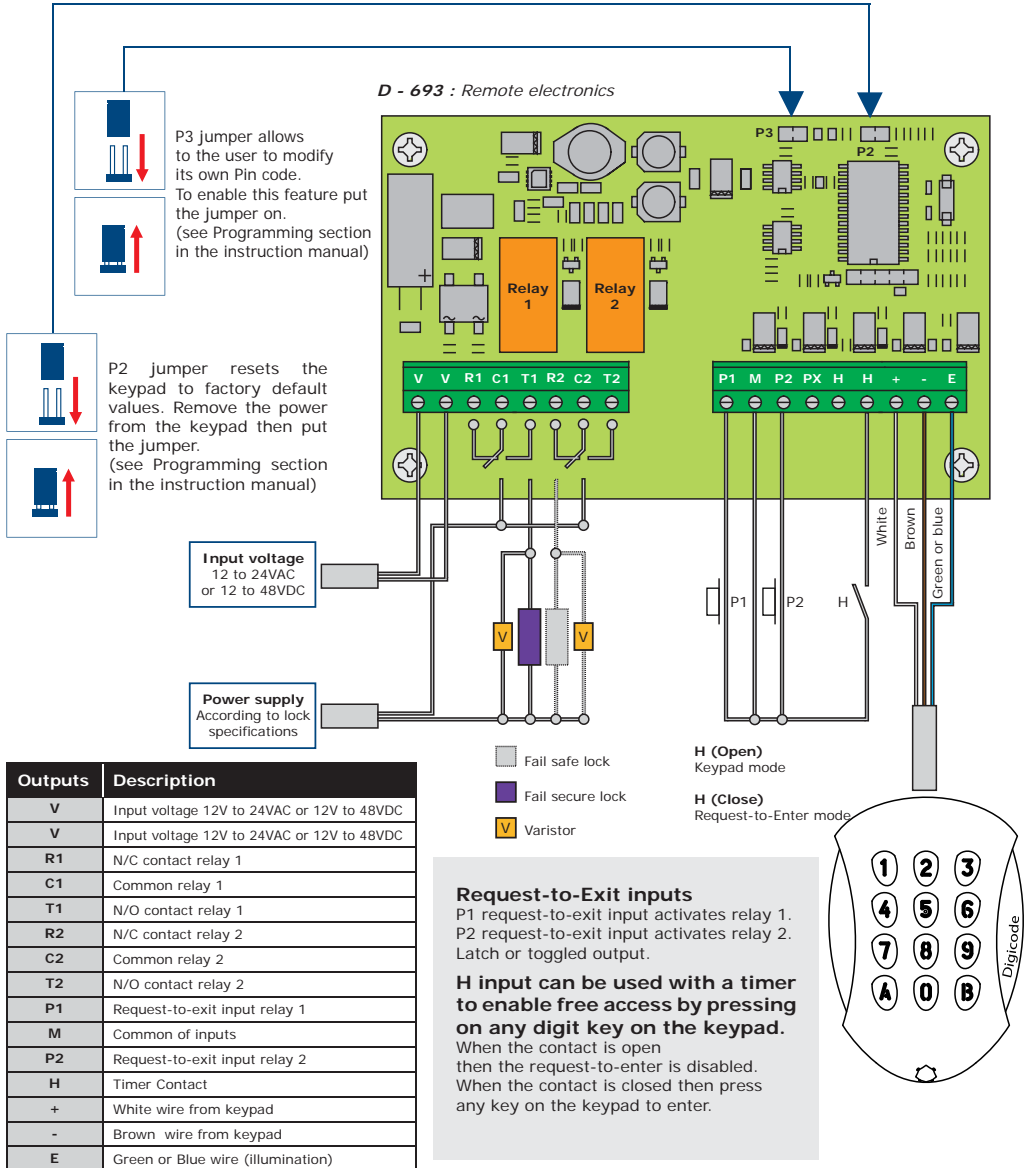 D - 693 : Remote electronics
P3 jumper allows
to the user to modify
its own Pin code.
To enable this feature put
the jumper on.
(see Programming section
in the instruction manual)
P2 jumper resets the
keypad to factory default
values. Remove the power
from the keypad then put
the jumper.
(see Programming section
in the instruction manual)
P3
P2
+
~ ~
Relay
1
Relay
2
V V R1 C1 T1 R2 C2 T2
P1 M P2 PX H H + - E
White
Brown
Green or blue
P1
P2
H
Input voltage
12 to 24VAC
or 12 to 48VDC
V
V
Power supply
According to lock
specifications
Fail safe lock
Fail secure lock
V Varistor
H (Open)
Keypad mode
H (Close)
Request-to-Enter mode
Outputs Description
V Input voltage 12V to 24VAC or 12V to 48VDC
V Input voltage 12V to 24VAC or 12V to 48VDC
R1 N/C contact relay 1
C1 Common relay 1
T1 N/O contact relay 1
R2 N/C contact relay 2
C2 Common relay 2
T2 N/O contact relay 2
P1 Request-to-exit input relay 1
M Common of inputs
P2 Request-to-exit input relay 2
H Timer Contact
+ White wire from keypad
- Brown wire from keypad
E Green or Blue wire (illumination)
Request-to-Exit inputs
P1 request-to-exit input activates relay 1.
P2 request-to-exit input activates relay 2.
Latch or toggled output.
H input can be used with a timer
to enable free access by pressing
on any digit key on the keypad.
When the contact is open
then the request-to-enter is disabled.
When the contact is closed then press
any key on the keypad to enter.
1 2 3
4 5 6
7 8 9
A 0 B
Digicode